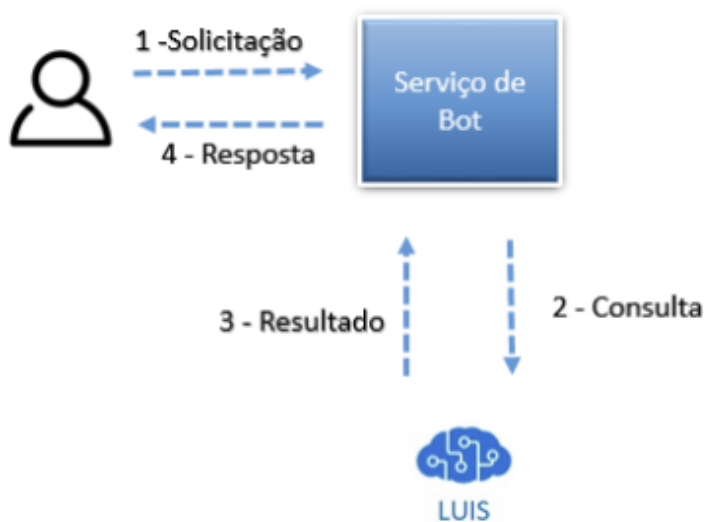 1 -Solicitação
Serviço de
Bot
4 - Resposta
3 - Resultado
2 - Consulta
LUIS